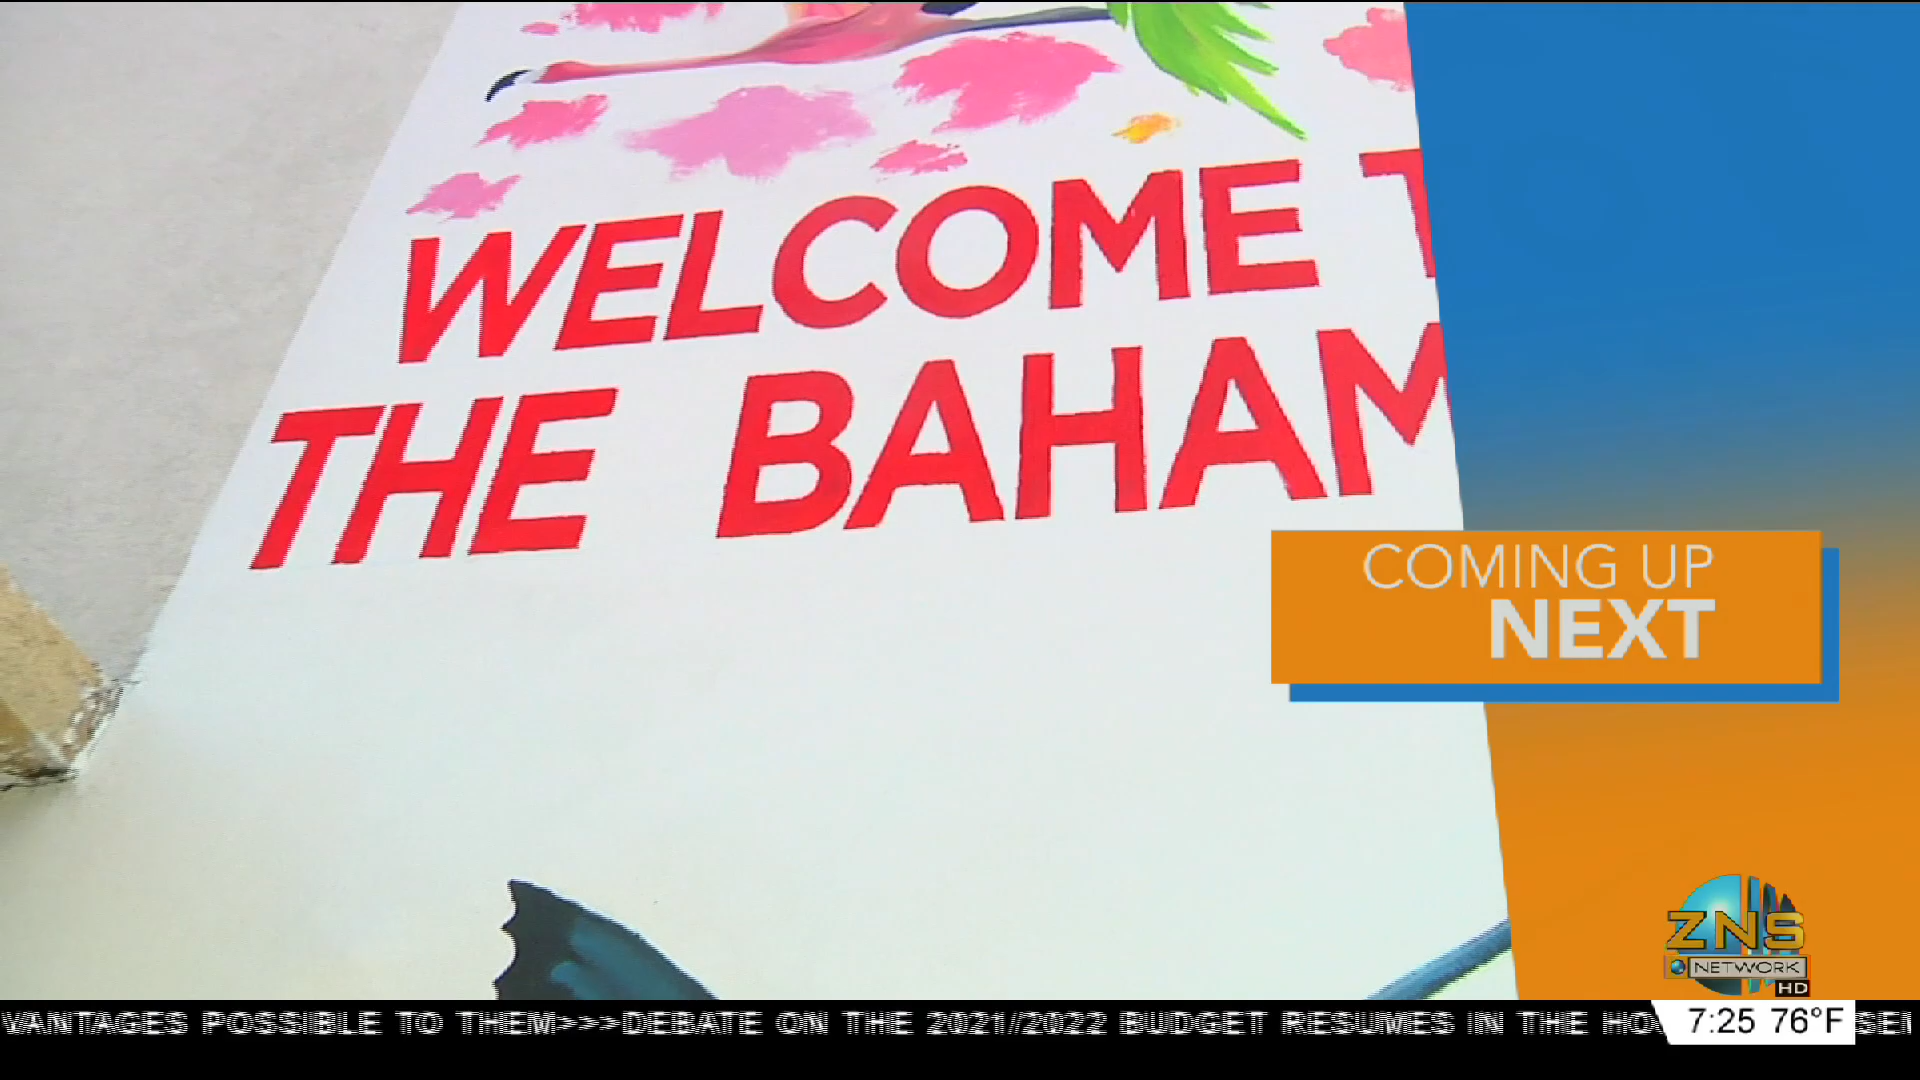 WELCOME T
THE BAHAM
COMING UP
NEXT
ZNS
NETWORK
HD
VANTAGES POSSIBLE TO THEM>>>DEBATE ON THE 2021//2022 BUDGET RESUMES IN THE HO
7:25 76°F